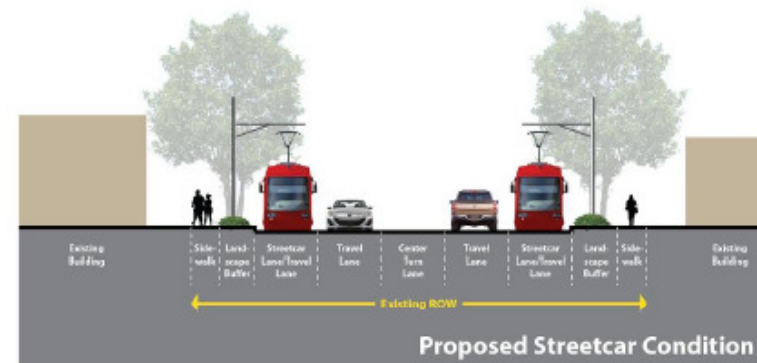 Existing
Building
Side-
walk
Land-
scape
Buffer
Streetcar
Lane/Travel
Lane
Travel
Lane
Center
Turn
Lane
Travel
Lane
Streetcar
Lane/Travel
Lane
Land-
scape
Buffer
Side-
walk
Existing
Building
Existing ROW
Proposed Streetcar Condition